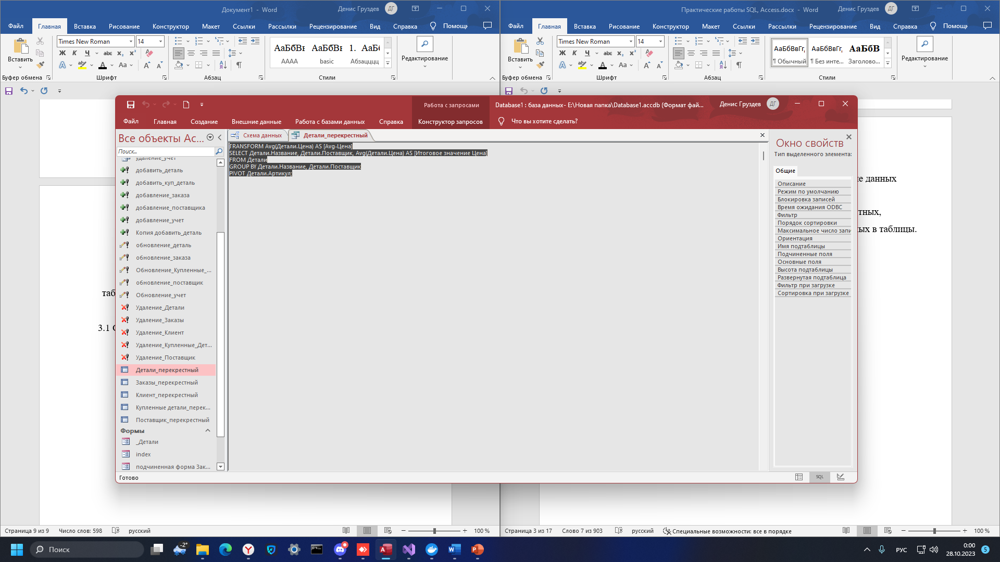 Документ1 - Word
Денис Груздев
ДГ
Файл
Главная
Вставка
Рисование
Конструктор
Макет
Ссылки
Рассылки
Рецензирование
Вид
Справка
Вставить
Times New Roman
14
АаБбВ
АААА
АаБбВ
basic
1. АаБб
Абзацццц
Редактирование
Буфер обмена
Шрифт
Абзац
Стили
Практические работы SQL, Access.docx - Word
Денис Груздев
ДГ
Файл
Главная
Вставка
Рисование
Конструктор
Макет
Ссылки
Рассылки
Рецензирование
Вид
Справка
Вставить
Times New Roman
14
АаБбВвГг,
¶ Обычный
АаБбВвГг,
¶ Без инте...
АаБбВ
Заголово...
Редактирование
Буфер обмена
Шрифт
Абзац
Стили
Работа с запросами
Database1 : база данных- E:\Новая папка\Database1.accdb (Формат фай...
Денис Груздев
ДГ
Файл
Главная
Создание
Внешние данные
Работа с базами данных
Справка
Конструктор запросов
Что вы хотите сделать?
Все объекты Ac...
Поиск...
удаление_учет
добавить_деталь
добавить_куп_деталь
добавление_заказа
добавление_поставщика
добавление_учет
Копия добавить_деталь
обновление_деталь
обновление_заказа
Обновление_Купленные_...
обновление_поставщик
Обновление_учет
Удаление_Детали
Удаление_Заказы
Удаление_Клиент
Удаление_Купленные_Дет...
Удаление_Поставщик
Детали_перекрестный
Заказы_перекрестный
Клиент_перекрестный
Купленные детали_перек...
Поставщик_перекрестный
Формы
_Детали
index
подчиненная форма Зак...
Схема данных
Детали_перекрестный
TRANSFORM Avg(Детали.Цена) AS [Avg-Цена]
SELECT Детали.Название, Детали.Поставщик, Avg(Детали.Цена) AS [Итоговое значение Цена]
FROM Детали
GROUP BY Детали.Название, Детали.Поставщик
PIVOT Детали.Артикул;
Окно свойств
Тип выделенного элемента:
Общие
Описание
Режим по умолчанию
Блокировка записей
Время ожидания ODBC
Фильтр
Порядок сортировки
Максимальное число запи
Ориентация
Имя подтаблицы
Подчиненные поля
Основные поля
Высота подтаблицы
Развернутая подтаблица
Фильтр при загрузке
Сортировка при загрузке
Готово
SQL
таб
3.1
е данных
тных,
ых в таблицы.
Страница 9 из 9
Число слов: 598
русский
100 %
Страница 3 из 17
Слово 7 из 903
русский
Специальные возможности: все в порядке
100 %
Поиск
-2°
РУС
0:00
28.10.2023
5